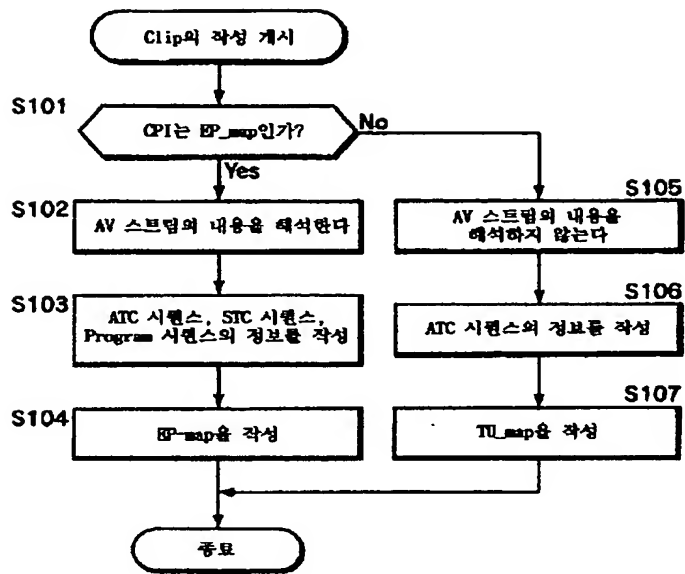 Clip의 작성 개시
S101
CPI는 EP_map인가?
No
Yes
S102
AV 스트림의 내용을 해석한다
S103
ATC 시퀀스, STC 시퀀스,
Program 시퀀스의 정보를 작성
S104
EP-map을 작성
S105
AV 스트림의 내용을
해석하지 않는다
S106
ATC 시퀀스의 정보를 작성
S107
TU_map을 작성
종료